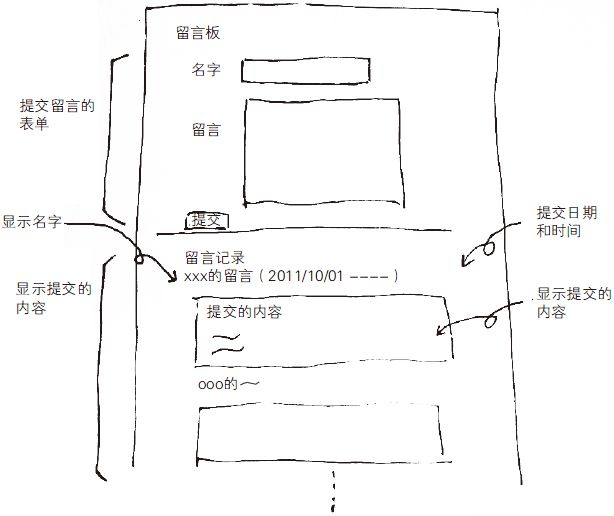 留言板
名字
提交留言的
表单
留言
提交
显示名字
提交日期
和时间
留言记录
xxx的留言（2011/10/01 ----）
显示提交的
内容
提交的内容
显示提交的
内容
ooo的～